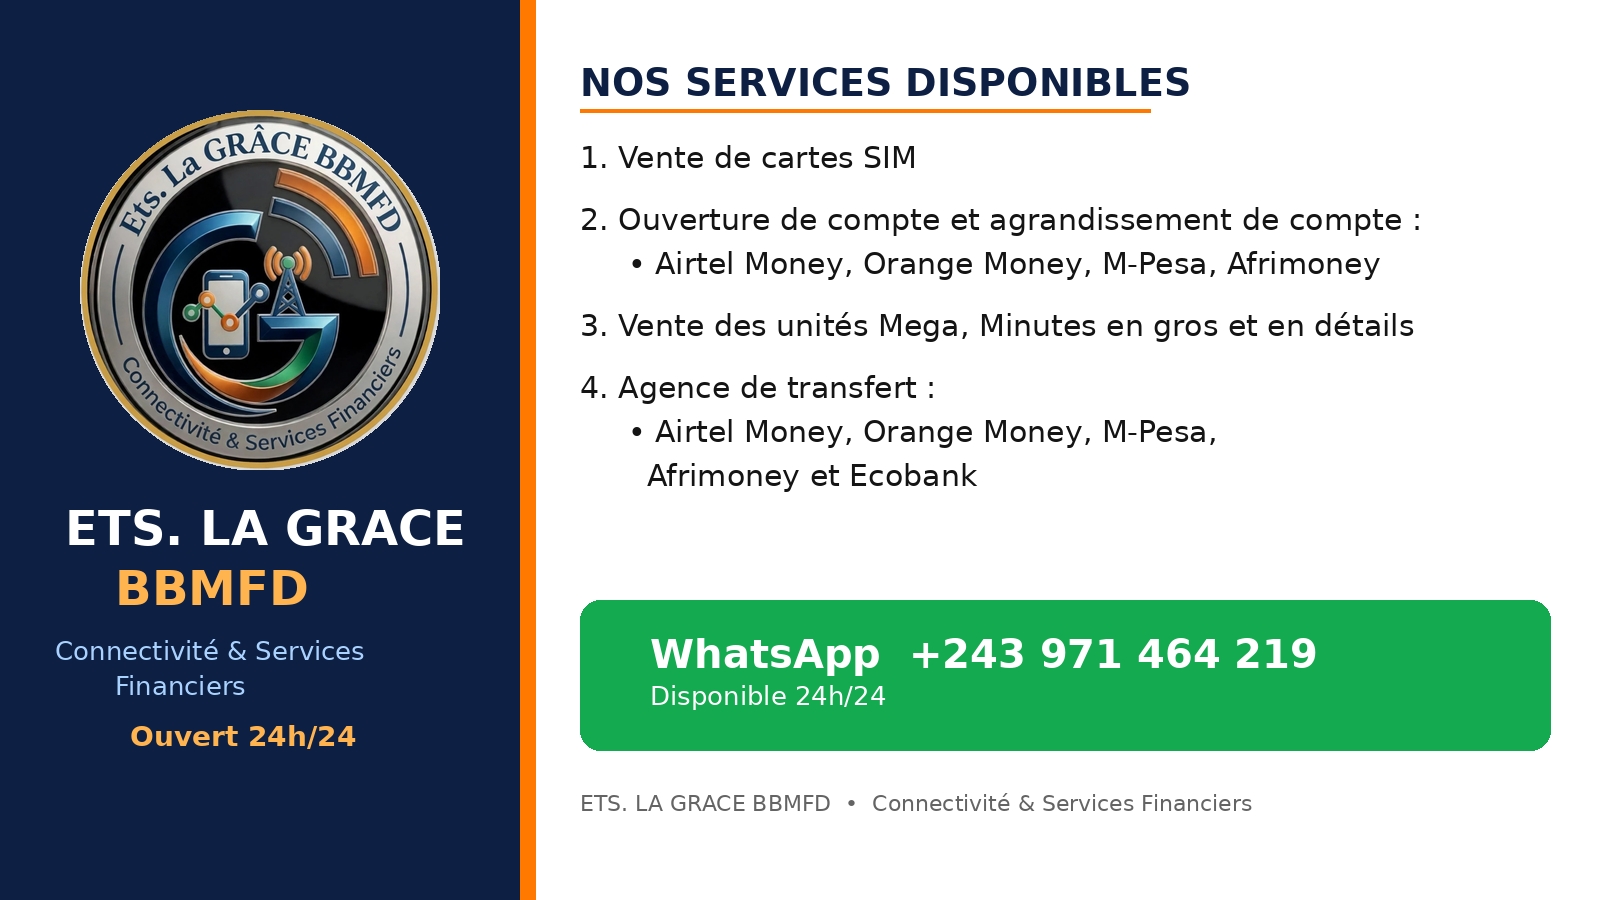 Ets. La GRÂCE BBMFD
Connectivité & Services Financiers
ETS. LA GRACE
BBMFD
Connectivité & Services
Financiers
Ouvert 24h/24
NOS SERVICES DISPONIBLES
1. Vente de cartes SIM
2. Ouverture de compte et agrandissement de compte :
• Airtel Money, Orange Money, M-Pesa, Afrimoney
3. Vente des unités Mega, Minutes en gros et en détails
4. Agence de transfert :
• Airtel Money, Orange Money, M-Pesa,
Afrimoney et Ecobank
WhatsApp +243 971 464 219
Disponible 24h/24
ETS. LA GRACE BBMFD • Connectivité & Services Financiers